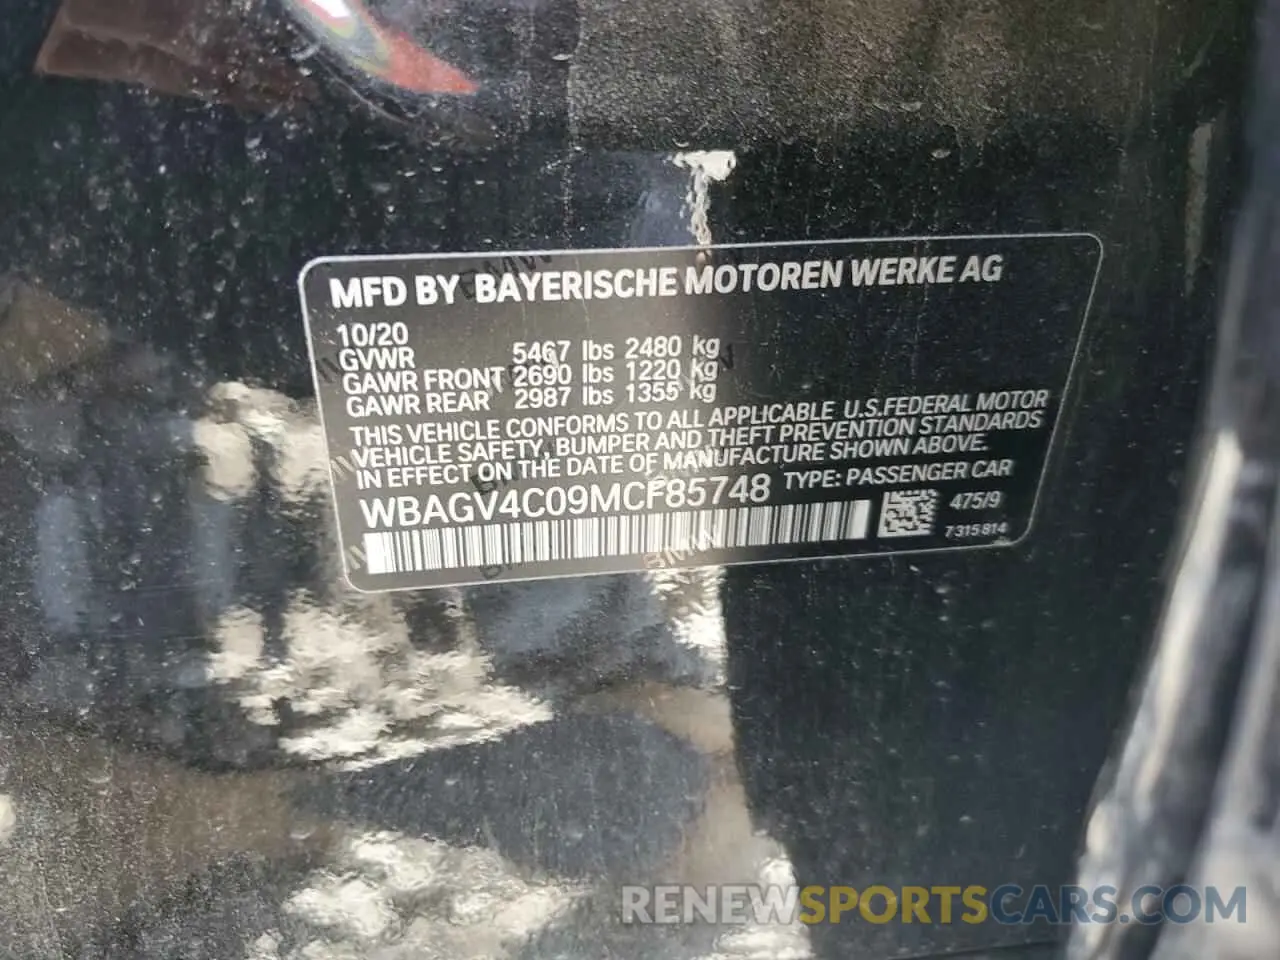 MFD BY BAYERISCHE MOTOREN WERKE AG
10/20
GVWR 5467 lbs 2480 kg
GAWR FRONT 2690 lbs 1220 kg
GAWR REAR 2987 lbs 1355 kg
THIS VEHICLE CONFORMS TO ALL APPLICABLE U.S.FEDERAL MOTOR
VEHICLE SAFETY, BUMPER AND THEFT PREVENTION STANDARDS
IN EFFECT ON THE DATE OF MANUFACTURE SHOWN ABOVE.
WBAGV4C09MCF85748 TYPE: PASSENGER CAR
475/9
7 315 814
RENEWSPORTSCARS.COM